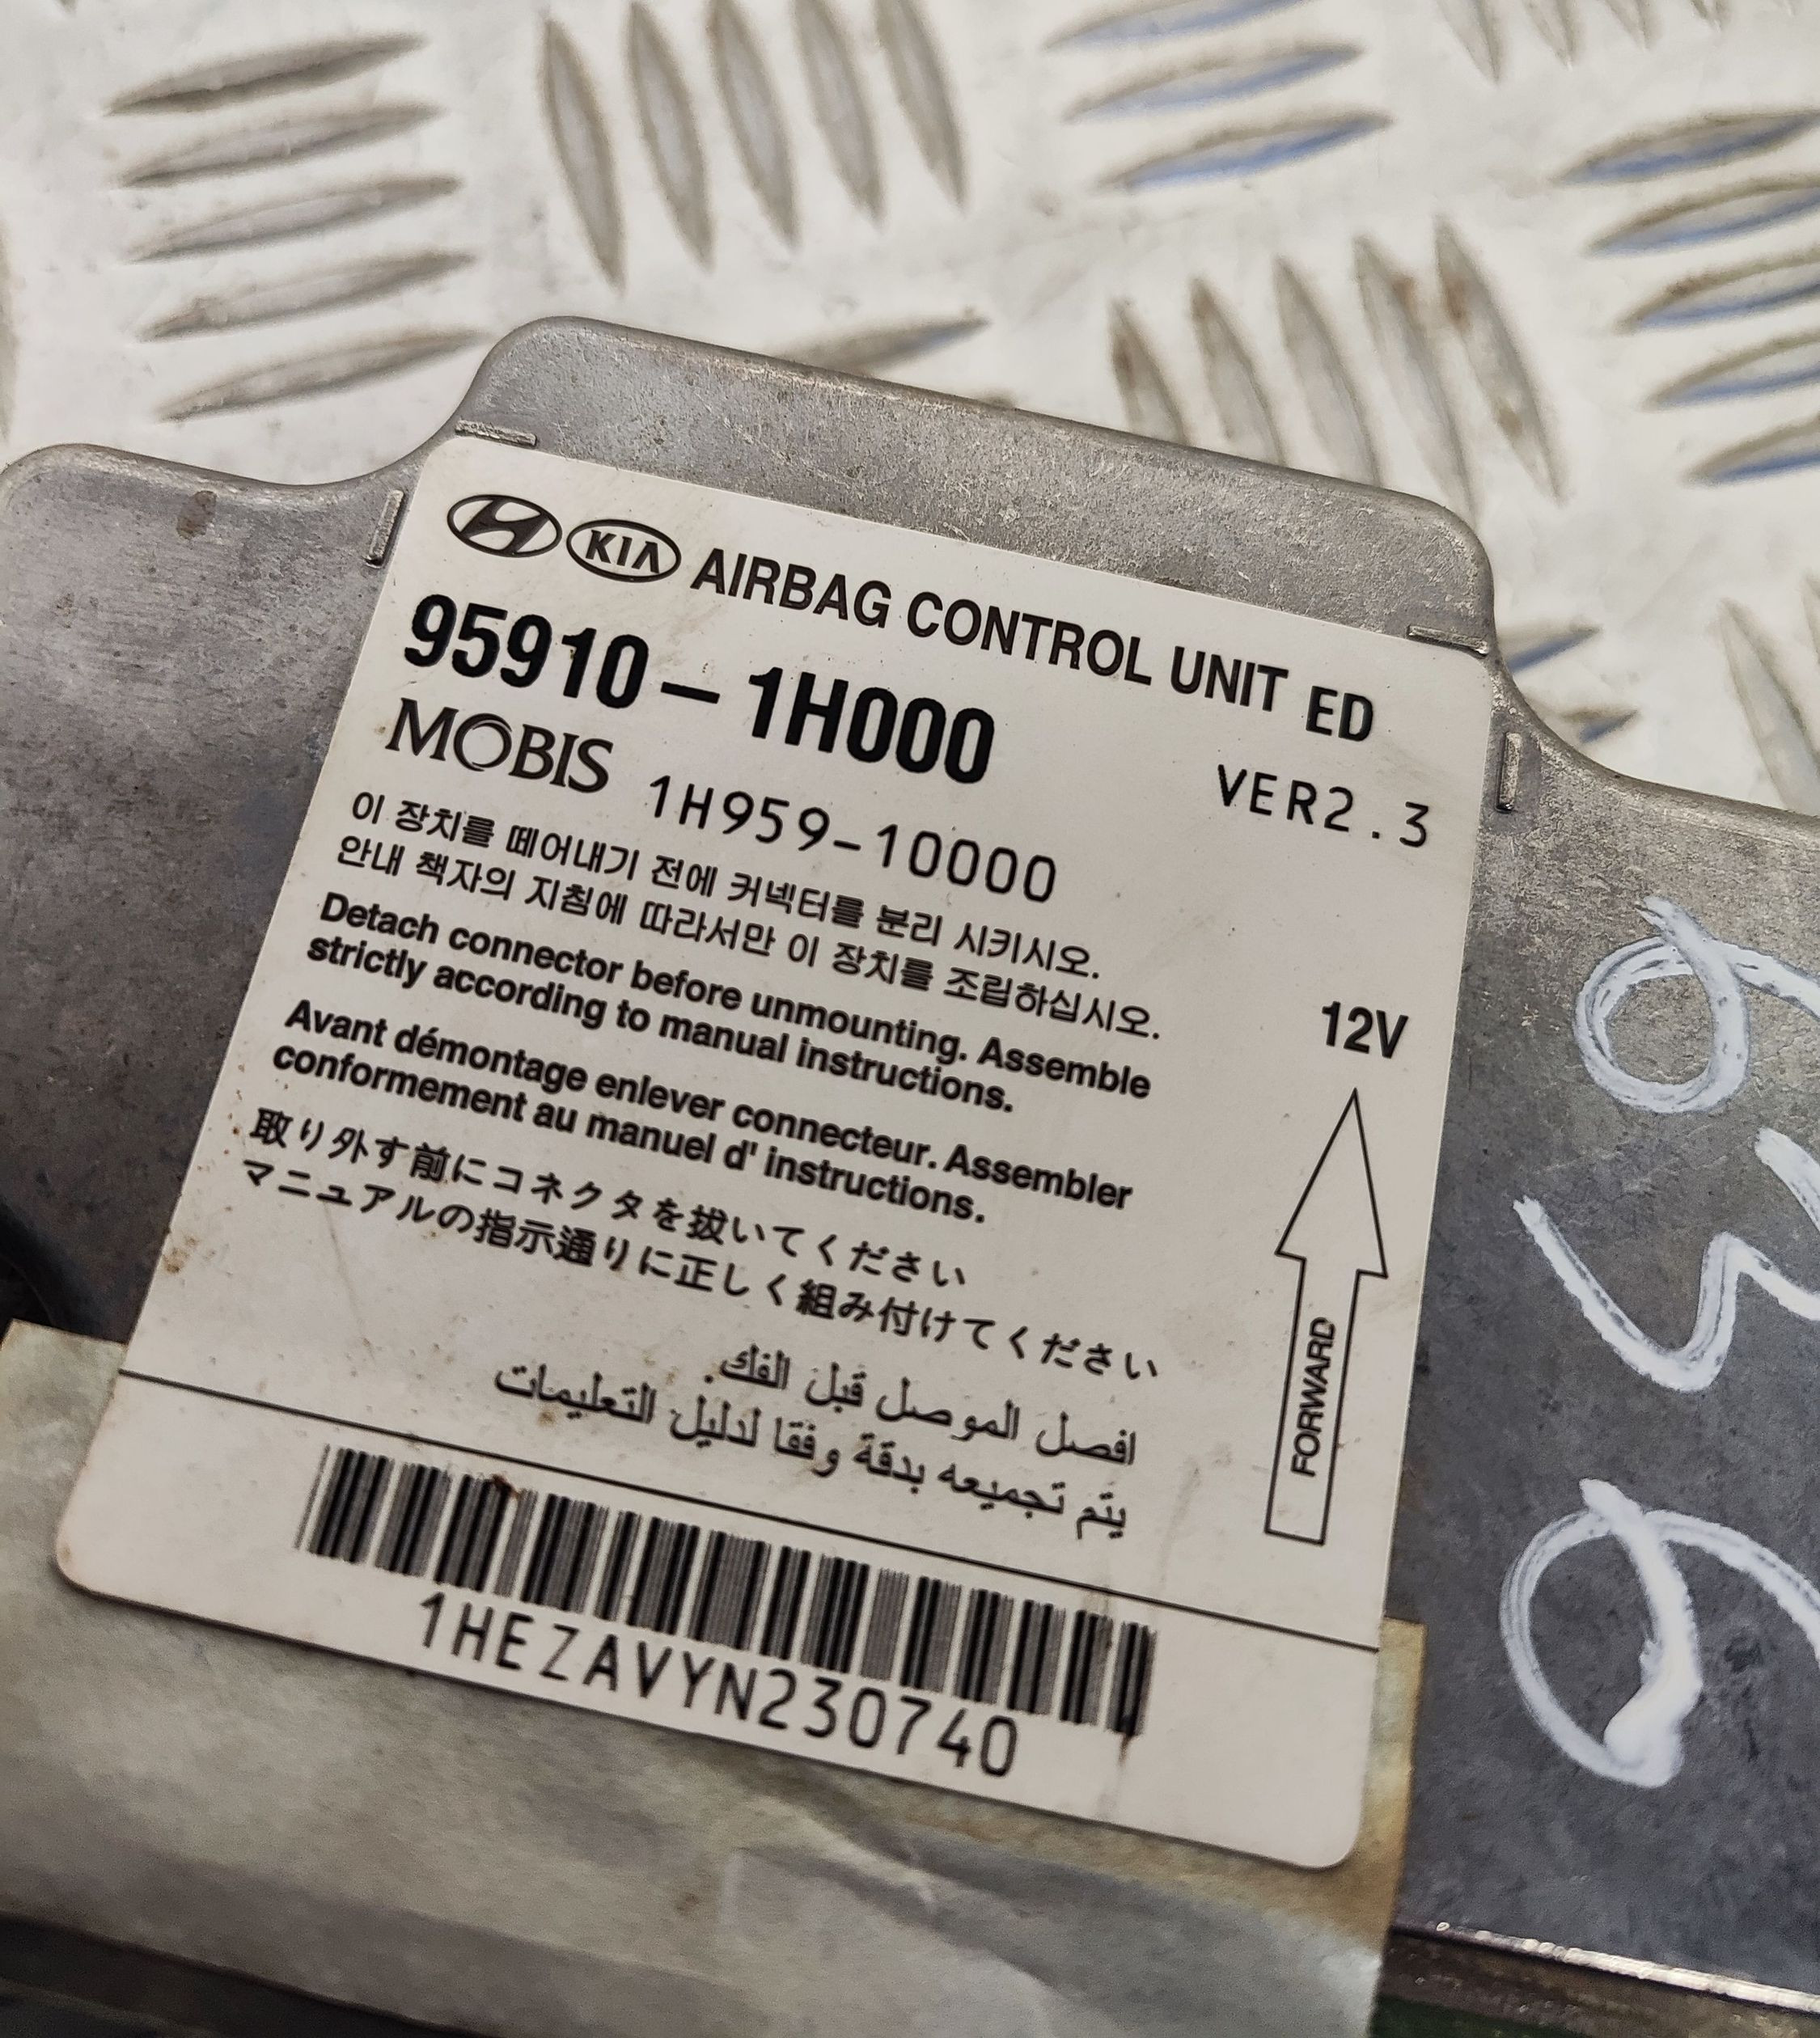 KIA AIRBAG CONTROL UNIT ED
95910-1H000
MOBIS 1H959-10000 VER2.3
이 장치를 떼어내기 전에 커넥터를 분리 시키시오.
안내 책자의 지침에 따라서만 이 장치를 조립하십시오.
Detach connector before unmounting. Assemble
strictly according to manual instructions.
12V
Avant démontage enlever connecteur. Assembler
conformement au manuel d' instructions.
取り外す前にコネクタを抜いてください
マニュアルの指示通りに正しく組み付けてください
FORWARD
افصل الموصل قبل الفك.
يتم تجميعه بدقة وفقا لدليل التعليمات
1HEZAVYN230740